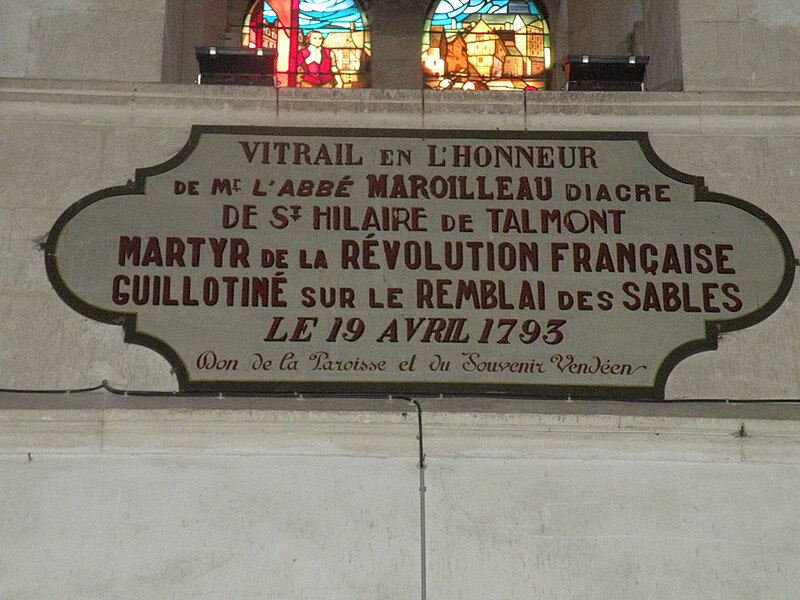 VITRAIL EN L'HONNEUR
DE Mr L'ABBÉ MAROILLEAU DIACRE
DE ST HILAIRE DE TALMONT
MARTYR DE LA RÉVOLUTION FRANÇAISE
GUILLOTINÉ SUR LE REMBLAI DES SABLES
LE 19 AVRIL 1793
Don de la Paroisse et du Souvenir Vendéen